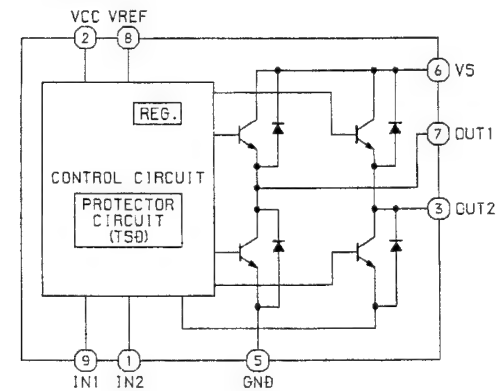 VCC VREF
2 8
6 VS
REG.
7 OUT1
CONTROL CIRCUIT
PROTECTOR
CIRCUIT
(TSD)
3 OUT2
9 1 5
IN1 IN2 GND